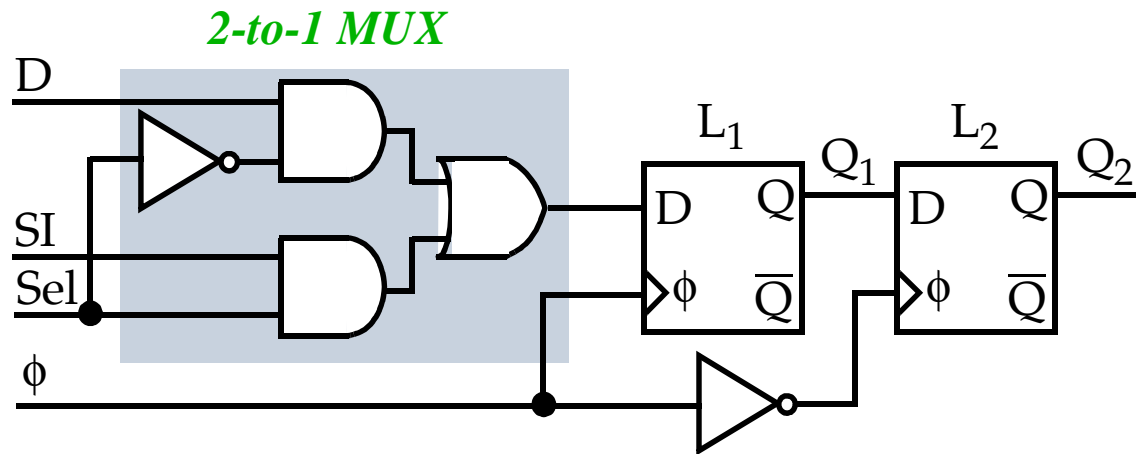 2-to-1 MUX
D
SI
Sel
ϕ
L₁
D
Q
ϕ
Q̅
Q₁
L₂
D
Q
ϕ
Q̅
Q₂